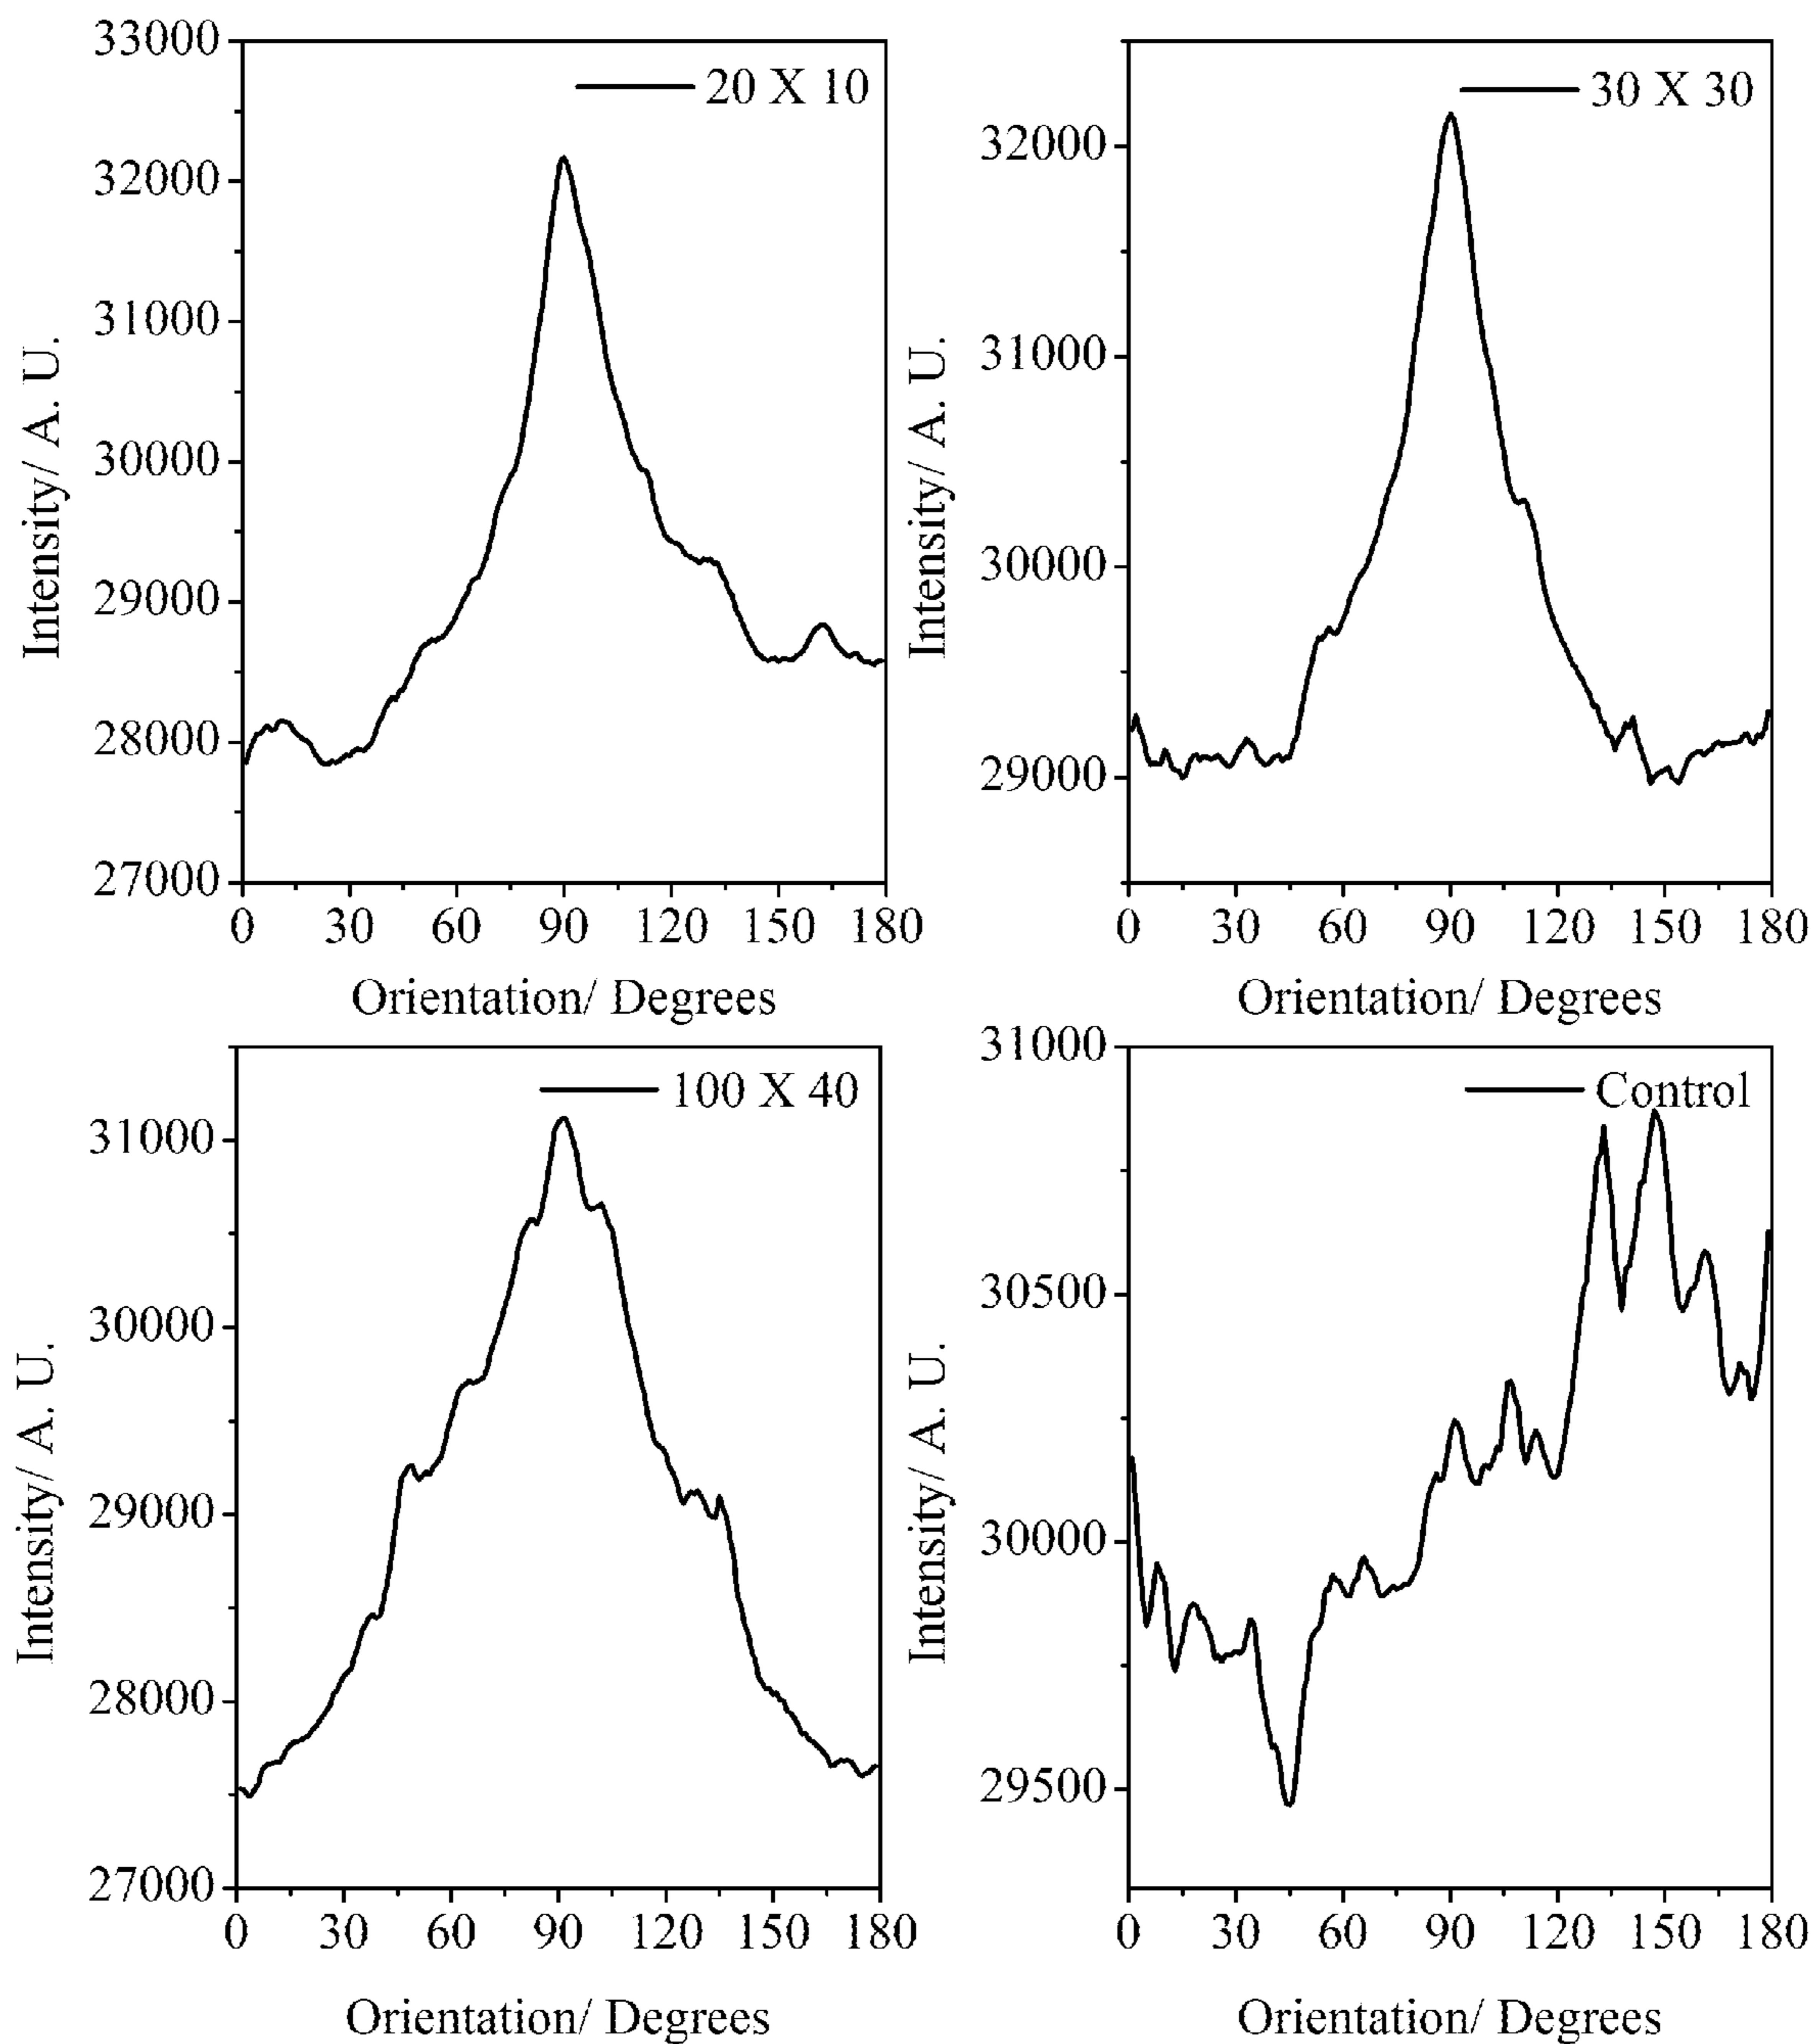 20 X 10
33000
32000
31000
30000
29000
28000
27000
Intensity/ A. U.
0 30 60 90 120 150 180
Orientation/ Degrees
30 X 30
32000
31000
30000
29000
Intensity/ A. U.
0 30 60 90 120 150 180
Orientation/ Degrees
100 X 40
31000
30000
29000
28000
27000
Intensity/ A. U.
0 30 60 90 120 150 180
Orientation/ Degrees
Control
31000
30500
30000
29500
Intensity/ A. U.
0 30 60 90 120 150 180
Orientation/ Degrees